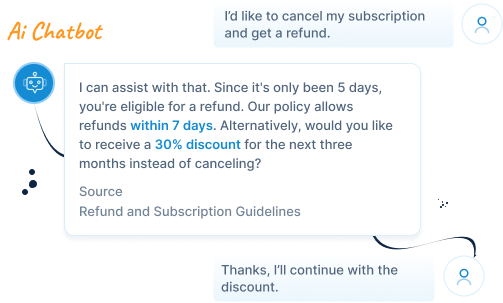 I'd like to cancel my subscription
and get a refund.
Ai Chatbot
I can assist with that. Since it's only been 5 days,
you're eligible for a refund. Our policy allows
refunds within 7 days. Alternatively, would you like
to receive a 30% discount for the next three
months instead of canceling?
Source
Refund and Subscription Guidelines
Thanks, I'll continue with the
discount.